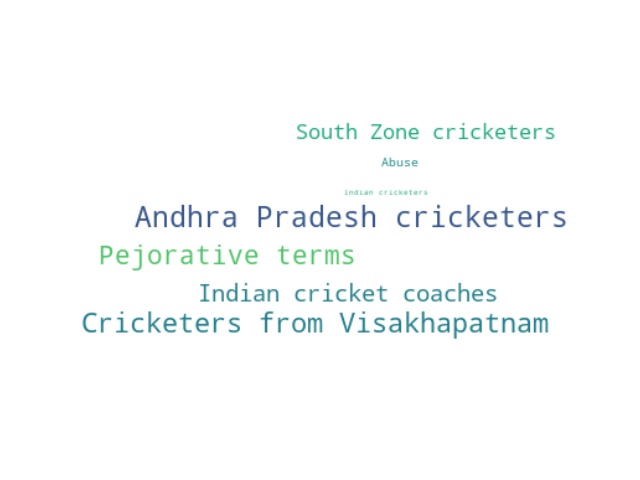 South Zone cricketers
Abuse
Indian cricketers
Andhra Pradesh cricketers
Pejorative terms
Indian cricket coaches
Cricketers from Visakhapatnam